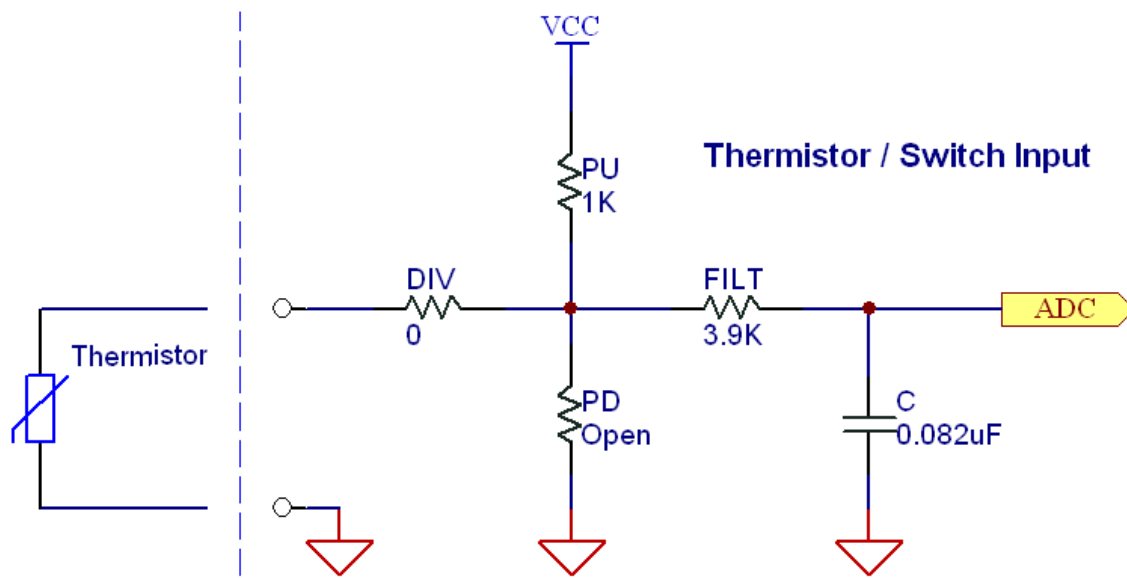 VCC
PU
1K
Thermistor / Switch Input
DIV
0
FILT
3.9K
ADC
Thermistor
PD
Open
C
0.082uF